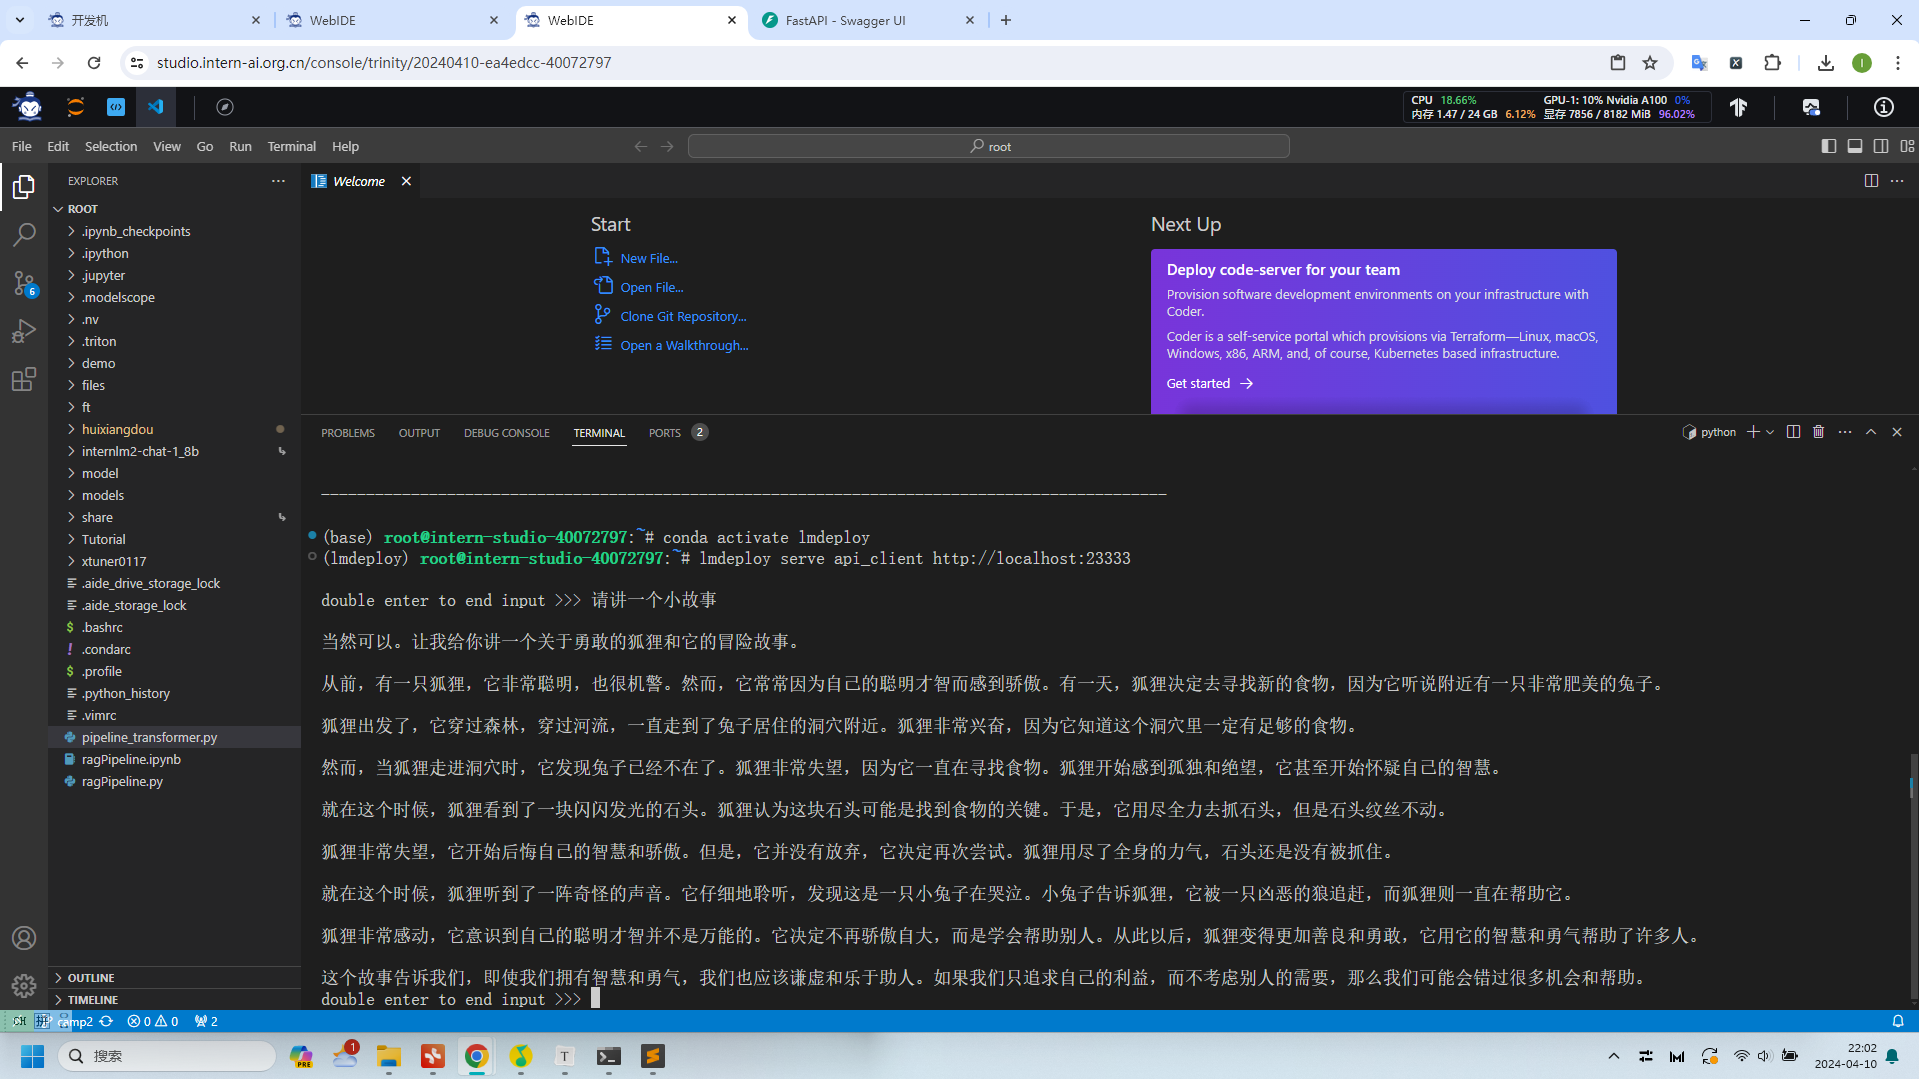 开发机
WebIDE
WebIDE
FastAPI - Swagger UI
studio.intern-ai.org.cn/console/trinity/20240410-ea4edcc-40072797
CPU 18.66%
GPU-1: 10% Nvidia A100 0%
内存 1.47 / 24 GB 6.12%
显存 7856 / 8182 MiB 96.02%
File Edit Selection View Go Run Terminal Help
root
EXPLORER
Welcome
ROOT
.ipynb_checkpoints
.ipython
.jupyter
.modelscope
.nv
.triton
demo
files
ft
huixiangdou
internlm2-chat-1_8b
model
models
share
Tutorial
xtuner0117
.aide_drive_storage_lock
.aide_storage_lock
.bashrc
.condarc
.profile
.python_history
.vimrc
pipeline_transformer.py
ragPipeline.ipynb
ragPipeline.py
OUTLINE
TIMELINE
6
Start
New File...
Open File...
Clone Git Repository...
Open a Walkthrough...
Next Up
Deploy code-server for your team
Provision software development environments on your infrastructure with
Coder.
Coder is a self-service portal which provisions via Terraform—Linux, macOS,
Windows, x86, ARM, and, of course, Kubernetes based infrastructure.
Get started
PROBLEMS OUTPUT DEBUG CONSOLE TERMINAL PORTS 2
python
(base) root@intern-studio-40072797:~# conda activate lmdeploy
(lmdeploy) root@intern-studio-40072797:~# lmdeploy serve api_client http://localhost:23333
double enter to end input >>> 请讲一个小故事
当然可以。让我给你讲一个关于勇敢的狐狸和它的冒险故事。
从前，有一只狐狸，它非常聪明，也很机警。然而，它常常因为自己的聪明才智而感到骄傲。有一天，狐狸决定去寻找新的食物，因为它听说附近有一只非常肥美的兔子。
狐狸出发了，它穿过森林，穿过河流，一直走到了兔子居住的洞穴附近。狐狸非常兴奋，因为它知道这个洞穴里一定有足够的食物。
然而，当狐狸走进洞穴时，它发现兔子已经不在了。狐狸非常失望，因为它一直在寻找食物。狐狸开始感到孤独和绝望，它甚至开始怀疑自己的智慧。
就在这个时候，狐狸看到了一块闪闪发光的石头。狐狸认为这块石头可能是找到食物的关键。于是，它用尽全力去抓石头，但是石头纹丝不动。
狐狸非常失望，它开始后悔自己的智慧和骄傲。但是，它并没有放弃，它决定再次尝试。狐狸用尽了全身的力气，石头还是没有被抓住。
就在这个时候，狐狸听到了一阵奇怪的声音。它仔细地聆听，发现这是一只小兔子在哭泣。小兔子告诉狐狸，它被一只凶恶的狼追赶，而狐狸则一直在帮助它。
狐狸非常感动，它意识到自己的聪明才智并不是万能的。它决定不再骄傲自大，而是学会帮助别人。从此以后，狐狸变得更加善良和勇敢，它用它的智慧和勇气帮助了许多人。
这个故事告诉我们，即使我们拥有智慧和勇气，我们也应该谦虚和乐于助人。如果我们只追求自己的利益，而不考虑别人的需要，那么我们可能会错过很多机会和帮助。
double enter to end input >>>
camp2 0 0 2
搜索
PRE
1
T
22:02
2024-04-10